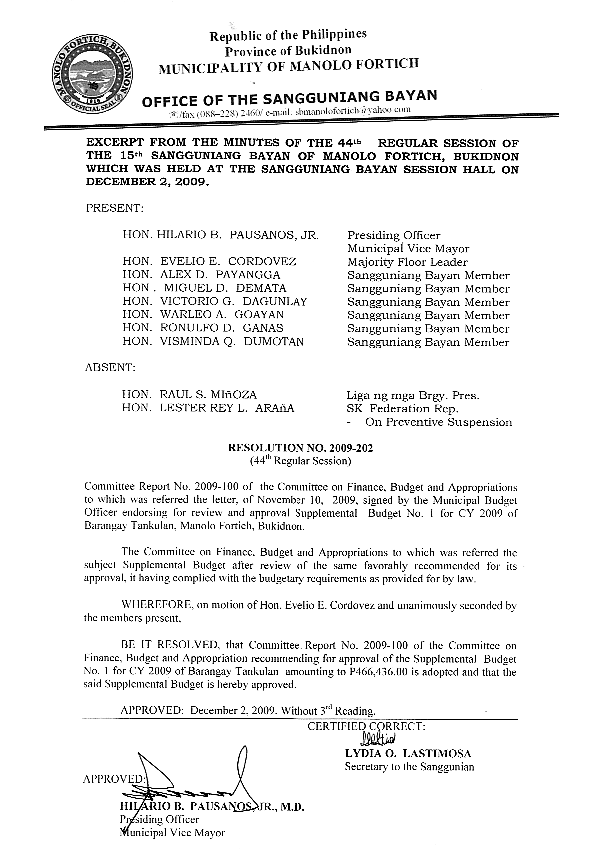 MANOLO FORTICH, BUKIDNON
1916
OFFICIAL SEAL
Republic of the Philippines
Province of Bukidnon
MUNICIPALITY OF MANOLO FORTICH
OFFICE OF THE SANGGUNIANG BAYAN
/fax (088–228) 2460/ e-mail: sbmanolofortich@yahoo.com
EXCERPT FROM THE MINUTES OF THE 44th REGULAR SESSION OF
THE 15th SANGGUNIANG BAYAN OF MANOLO FORTICH, BUKIDNON
WHICH WAS HELD AT THE SANGGUNIANG BAYAN SESSION HALL ON
DECEMBER 2, 2009.
PRESENT:
HON. HILARIO B. PAUSANOS, JR. Presiding Officer
Municipal Vice Mayor
HON. EVELIO E. CORDOVEZ Majority Floor Leader
HON. ALEX D. PAYANGGA Sangguniang Bayan Member
HON . MIGUEL D. DEMATA Sangguniang Bayan Member
HON. VICTORIO G. DAGUNLAY Sangguniang Bayan Member
HON. WARLEO A. GOAYAN Sangguniang Bayan Member
HON. RONULFO D. GANAS Sangguniang Bayan Member
HON. VISMINDA Q. DUMOTAN Sangguniang Bayan Member
ABSENT:
HON. RAUL S. MIñOZA Liga ng mga Brgy. Pres.
HON. LESTER REY L. ARAñA SK Federation Rep.
- On Preventive Suspension
RESOLUTION NO. 2009-202
(44th Regular Session)
Committee Report No. 2009-100 of the Committee on Finance, Budget and Appropriations
to which was referred the letter, of November 10, 2009, signed by the Municipal Budget
Officer endorsing for review and approval Supplemental Budget No. 1 for CY 2009 of
Barangay Tankulan, Manolo Fortich, Bukidnon.
The Committee on Finance, Budget and Appropriations to which was referred the
subject Supplemental Budget after review of the same favorably recommended for its
approval, it having complied with the budgetary requirements as provided for by law.
WHEREFORE, on motion of Hon. Evelio E. Cordovez and unanimously seconded by
the members present.
BE IT RESOLVED, that Committee Report No. 2009-100 of the Committee on
Finance, Budget and Appropriation recommending for approval of the Supplemental Budget
No. 1 for CY 2009 of Barangay Tankulan amounting to P466,436.00 is adopted and that the
said Supplemental Budget is hereby approved.
APPROVED: December 2, 2009. Without 3rd Reading.
CERTIFIED CORRECT:
LYDIA O. LASTIMOSA
Secretary to the Sanggunian
APPROVED:
HILARIO B. PAUSANOS, JR., M.D.
Presiding Officer
Municipal Vice Mayor